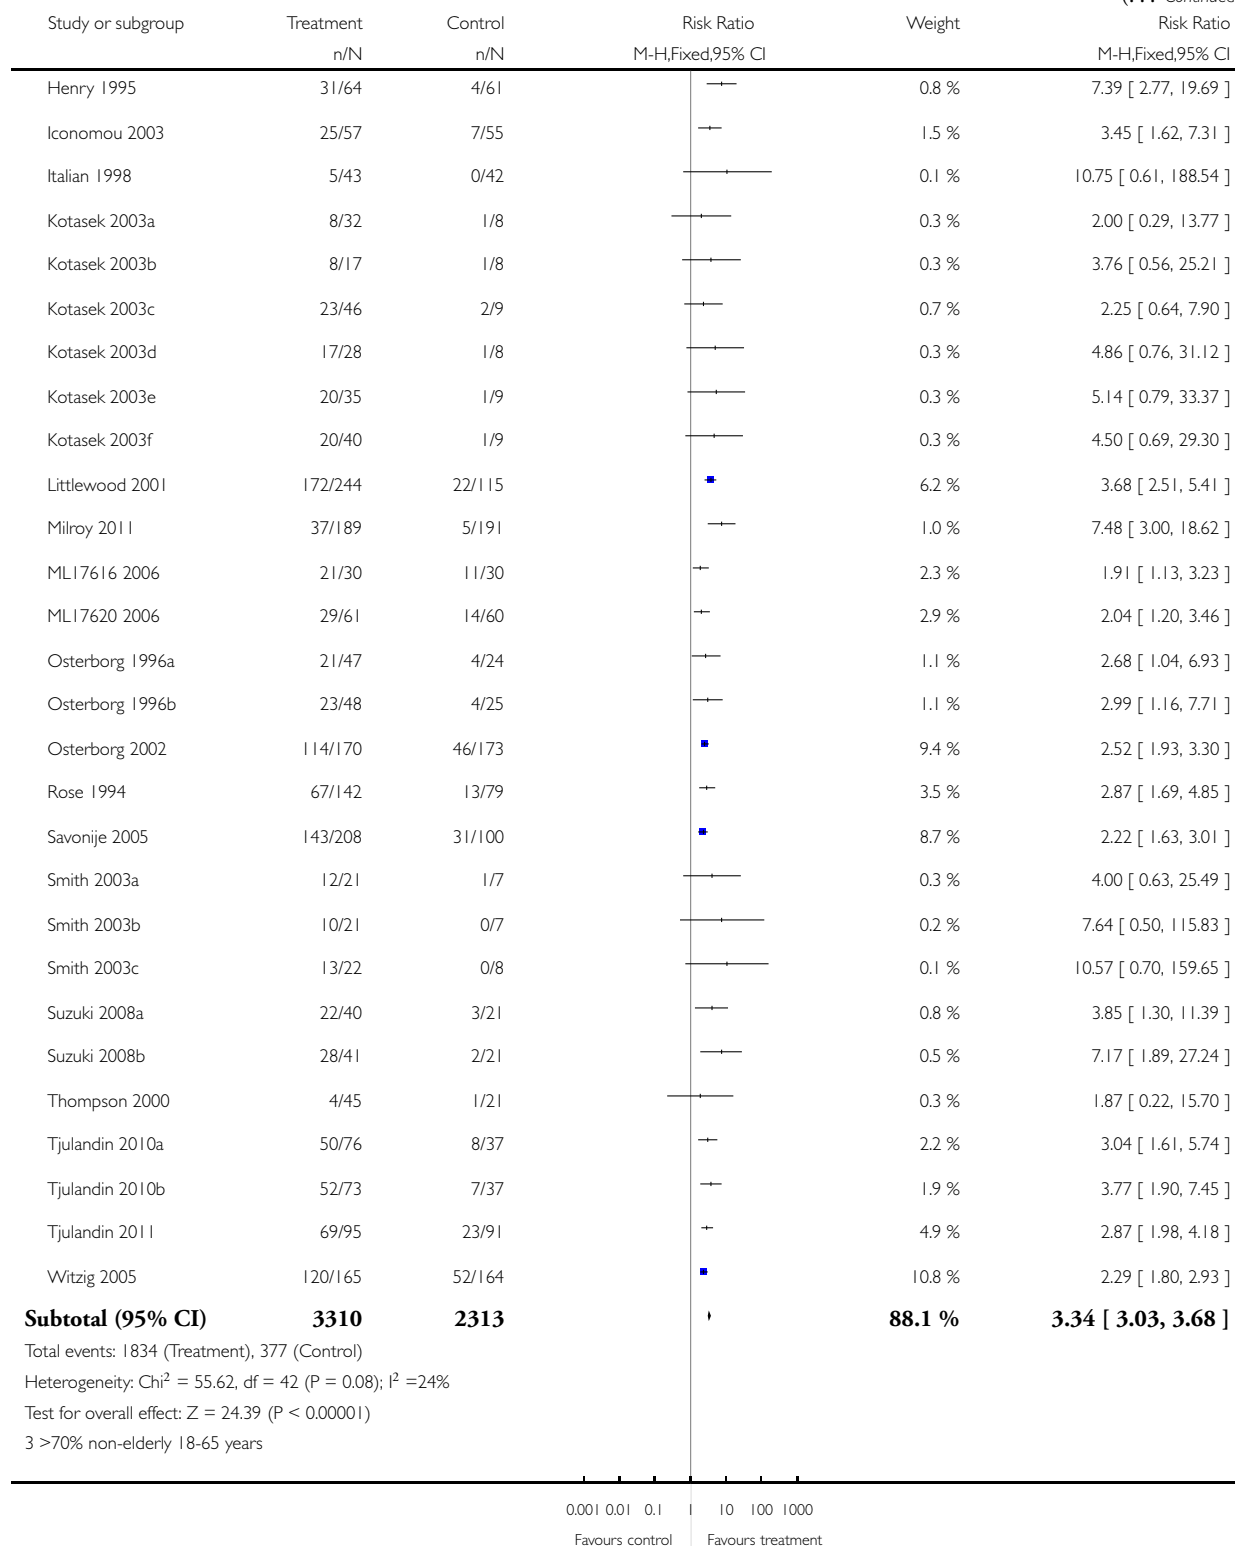 Continued
Study or subgroup Treatment Control Risk Ratio Weight Risk Ratio
n/N n/N M-H,Fixed,95% CI M-H,Fixed,95% CI
Henry 1995 31/64 4/61 0.8 % 7.39 [ 2.77, 19.69 ]
Iconomou 2003 25/57 7/55 1.5 % 3.45 [ 1.62, 7.31 ]
Italian 1998 5/43 0/42 0.1 % 10.75 [ 0.61, 188.54 ]
Kotasek 2003a 8/32 1/8 0.3 % 2.00 [ 0.29, 13.77 ]
Kotasek 2003b 8/17 1/8 0.3 % 3.76 [ 0.56, 25.21 ]
Kotasek 2003c 23/46 2/9 0.7 % 2.25 [ 0.64, 7.90 ]
Kotasek 2003d 17/28 1/8 0.3 % 4.86 [ 0.76, 31.12 ]
Kotasek 2003e 20/35 1/9 0.3 % 5.14 [ 0.79, 33.37 ]
Kotasek 2003f 20/40 1/9 0.3 % 4.50 [ 0.69, 29.30 ]
Littlewood 2001 172/244 22/115 6.2 % 3.68 [ 2.51, 5.41 ]
Milroy 2011 37/189 5/191 1.0 % 7.48 [ 3.00, 18.62 ]
ML17616 2006 21/30 11/30 2.3 % 1.91 [ 1.13, 3.23 ]
ML17620 2006 29/61 14/60 2.9 % 2.04 [ 1.20, 3.46 ]
Osterborg 1996a 21/47 4/24 1.1 % 2.68 [ 1.04, 6.93 ]
Osterborg 1996b 23/48 4/25 1.1 % 2.99 [ 1.16, 7.71 ]
Osterborg 2002 114/170 46/173 9.4 % 2.52 [ 1.93, 3.30 ]
Rose 1994 67/142 13/79 3.5 % 2.87 [ 1.69, 4.85 ]
Savonije 2005 143/208 31/100 8.7 % 2.22 [ 1.63, 3.01 ]
Smith 2003a 12/21 1/7 0.3 % 4.00 [ 0.63, 25.49 ]
Smith 2003b 10/21 0/7 0.2 % 7.64 [ 0.50, 115.83 ]
Smith 2003c 13/22 0/8 0.1 % 10.57 [ 0.70, 159.65 ]
Suzuki 2008a 22/40 3/21 0.8 % 3.85 [ 1.30, 11.39 ]
Suzuki 2008b 28/41 2/21 0.5 % 7.17 [ 1.89, 27.24 ]
Thompson 2000 4/45 1/21 0.3 % 1.87 [ 0.22, 15.70 ]
Tjulandin 2010a 50/76 8/37 2.2 % 3.04 [ 1.61, 5.74 ]
Tjulandin 2010b 52/73 7/37 1.9 % 3.77 [ 1.90, 7.45 ]
Tjulandin 2011 69/95 23/91 4.9 % 2.87 [ 1.98, 4.18 ]
Witzig 2005 120/165 52/164 10.8 % 2.29 [ 1.80, 2.93 ]
Subtotal (95% CI) 3310 2313 88.1 % 3.34 [ 3.03, 3.68 ]
Total events: 1834 (Treatment), 377 (Control)
Heterogeneity: Chi² = 55.62, df = 42 (P = 0.08); I² =24%
Test for overall effect: Z = 24.39 (P < 0.00001)
3 >70% non-elderly 18-65 years
0.001 0.01 0.1 1 10 100 1000
Favours control Favours treatment